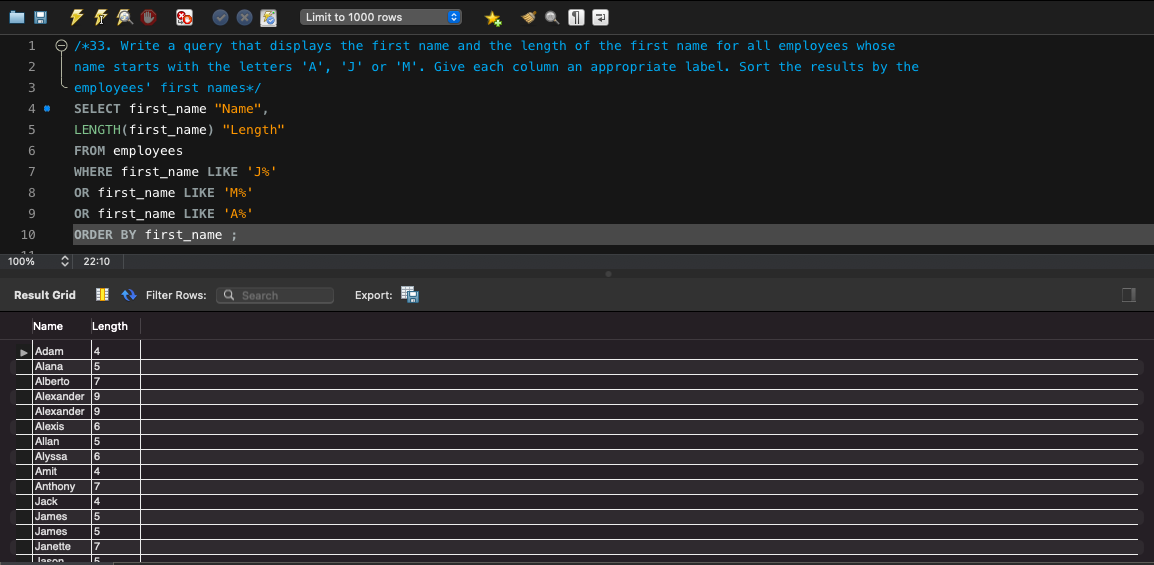 Limit to 1000 rows
1 /*33. Write a query that displays the first name and the length of the first name for all employees whose
2 name starts with the letters 'A', 'J' or 'M'. Give each column an appropriate label. Sort the results by the
3 employees' first names*/
4 SELECT first_name "Name",
5 LENGTH(first_name) "Length"
6 FROM employees
7 WHERE first_name LIKE 'J%'
8 OR first_name LIKE 'M%'
9 OR first_name LIKE 'A%'
10 ORDER BY first_name ;
11
100% 22:10
Result Grid Filter Rows: Search Export:
Name Length
Adam 4
Alana 5
Alberto 7
Alexander 9
Alexander 9
Alexis 6
Allan 5
Alyssa 6
Amit 4
Anthony 7
Jack 4
James 5
James 5
Janette 7
Jason 5